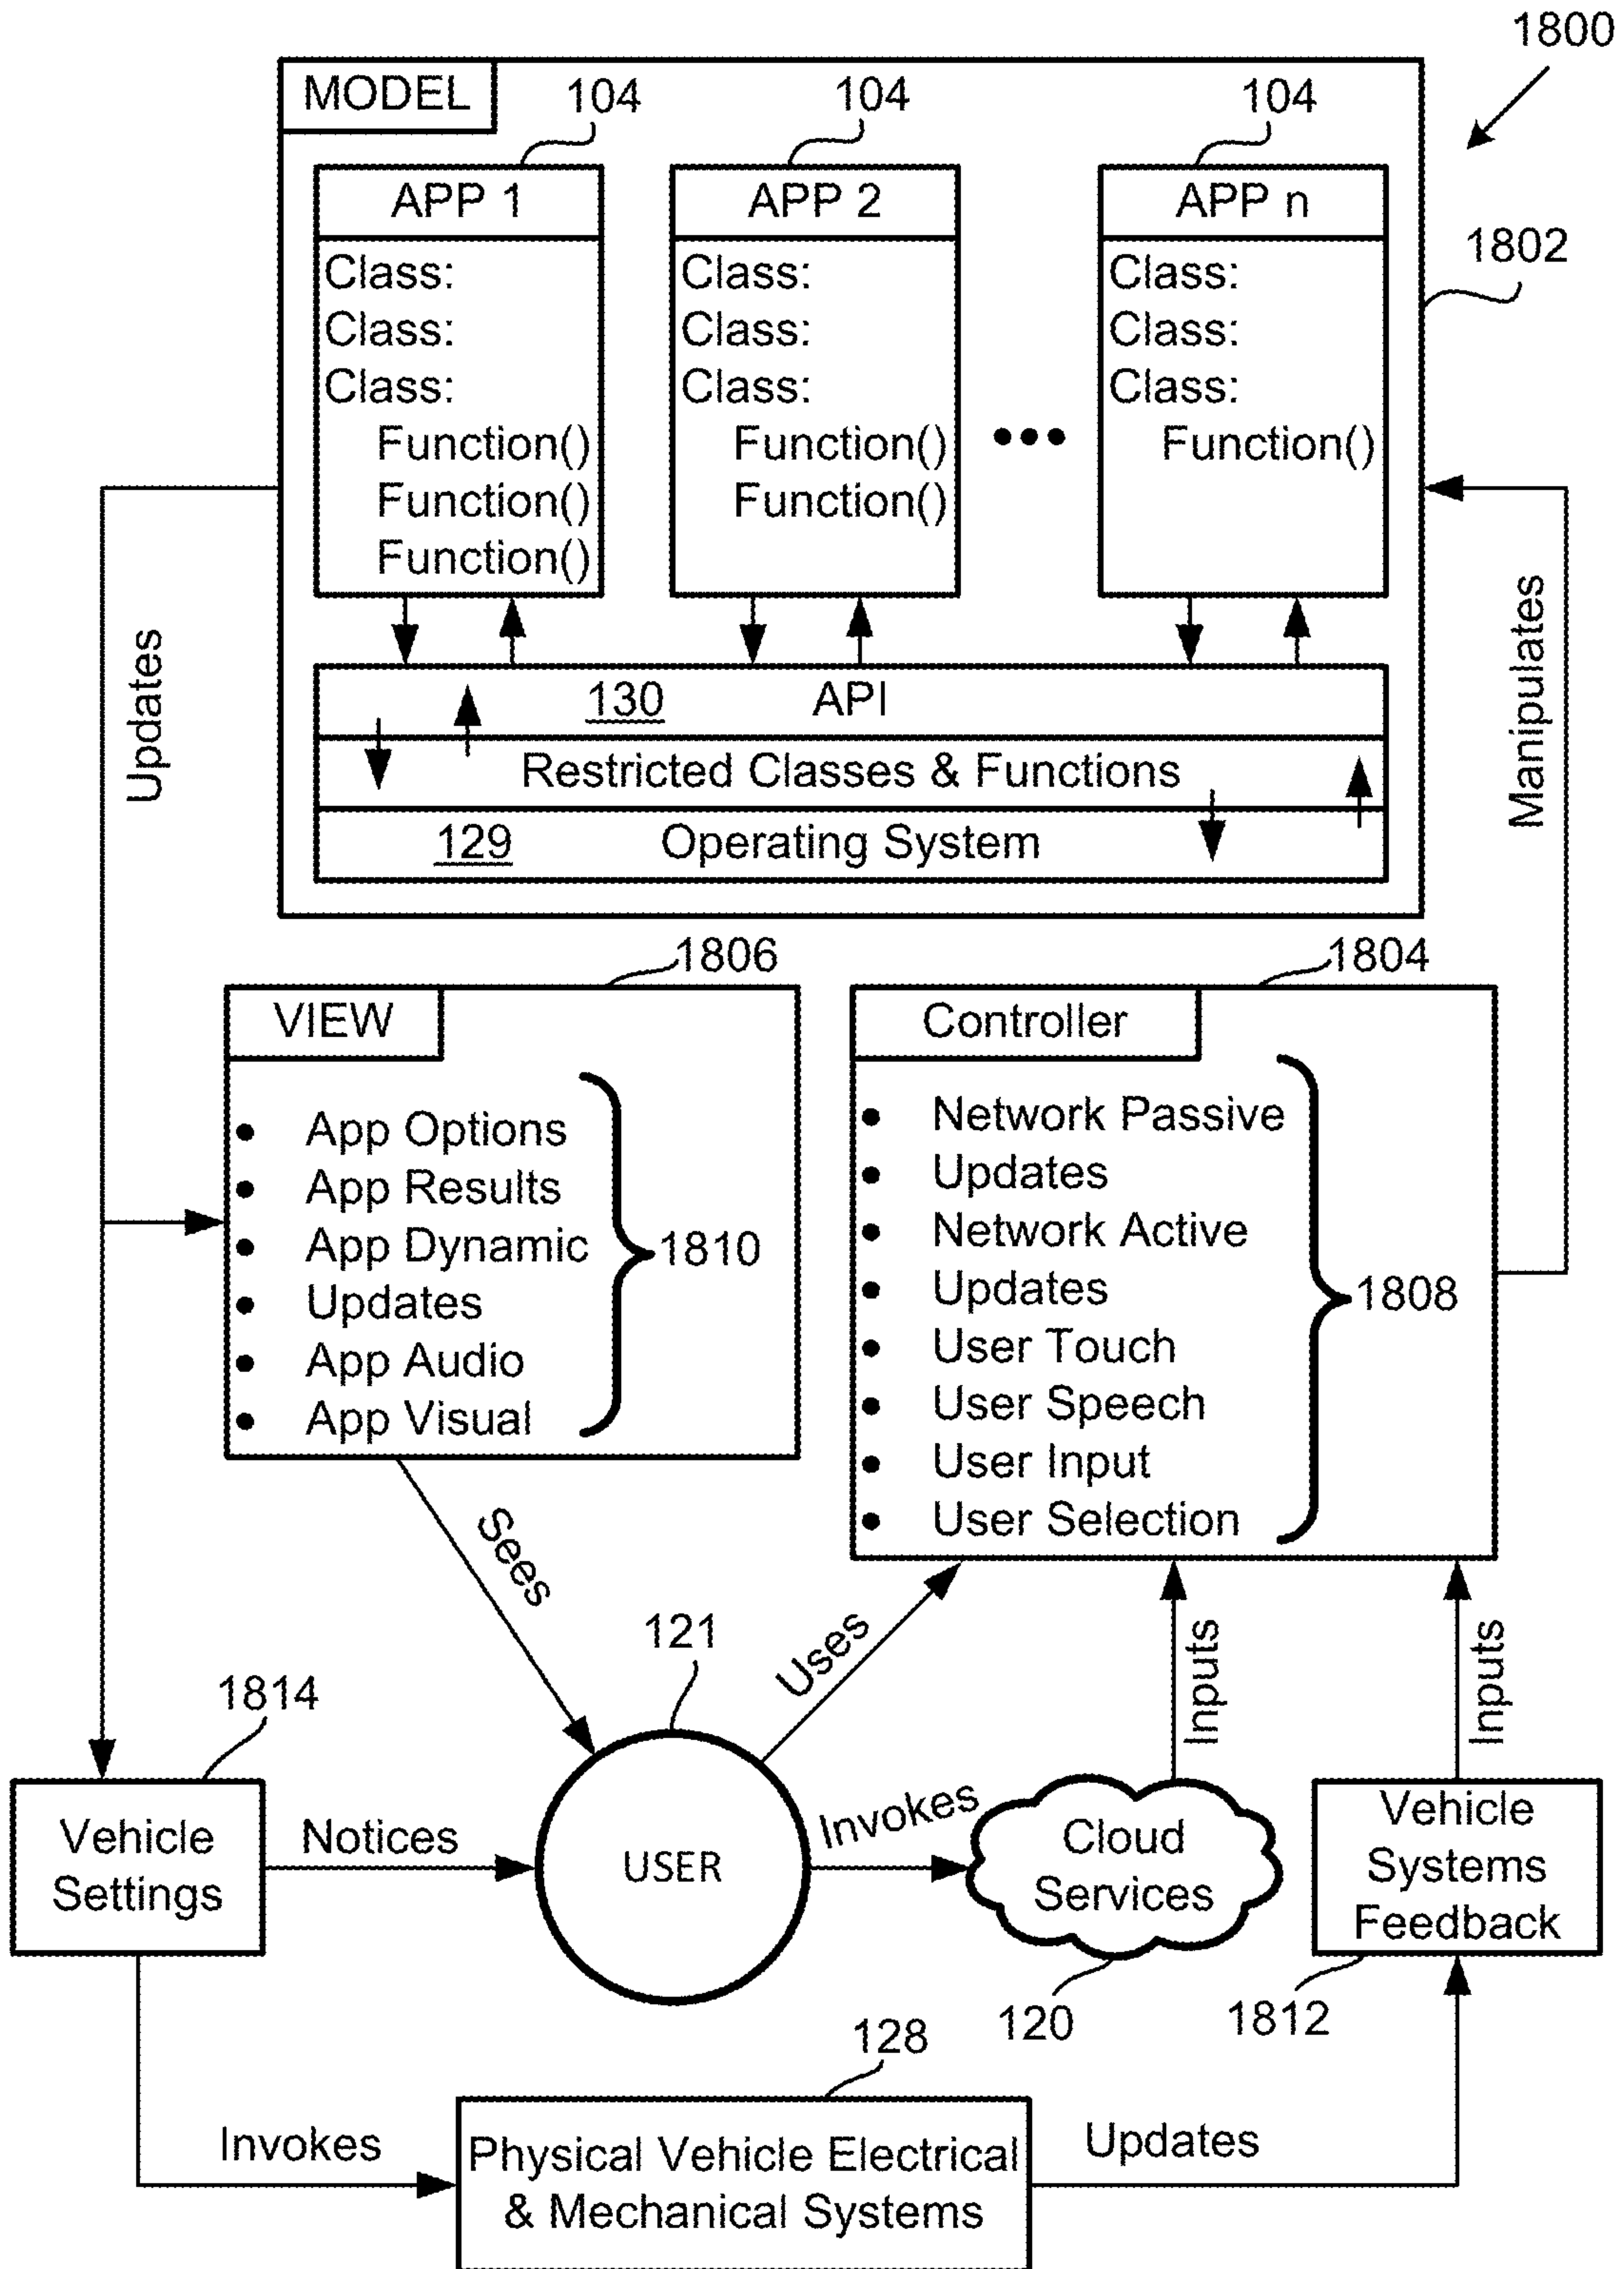 1800
MODEL
104
104
104
APP 1
APP 2
APP n
1802
Class:
Class:
Class:
Function()
Function()
Function()
Class:
Class:
Class:
Function()
Function()
Class:
Class:
Class:
Function()
130 API
Restricted Classes & Functions
129 Operating System
Updates
Manipulates
1806
VIEW
• App Options
• App Results
• App Dynamic
• Updates
• App Audio
• App Visual
1810
1804
Controller
• Network Passive
• Updates
• Network Active
• Updates
• User Touch
• User Speech
• User Input
• User Selection
1808
Sees
Uses
Inputs
Inputs
121
1814
Vehicle
Settings
Notices
USER
Invokes
Cloud
Services
Vehicle
Systems
Feedback
120
1812
128
Invokes
Physical Vehicle Electrical
& Mechanical Systems
Updates